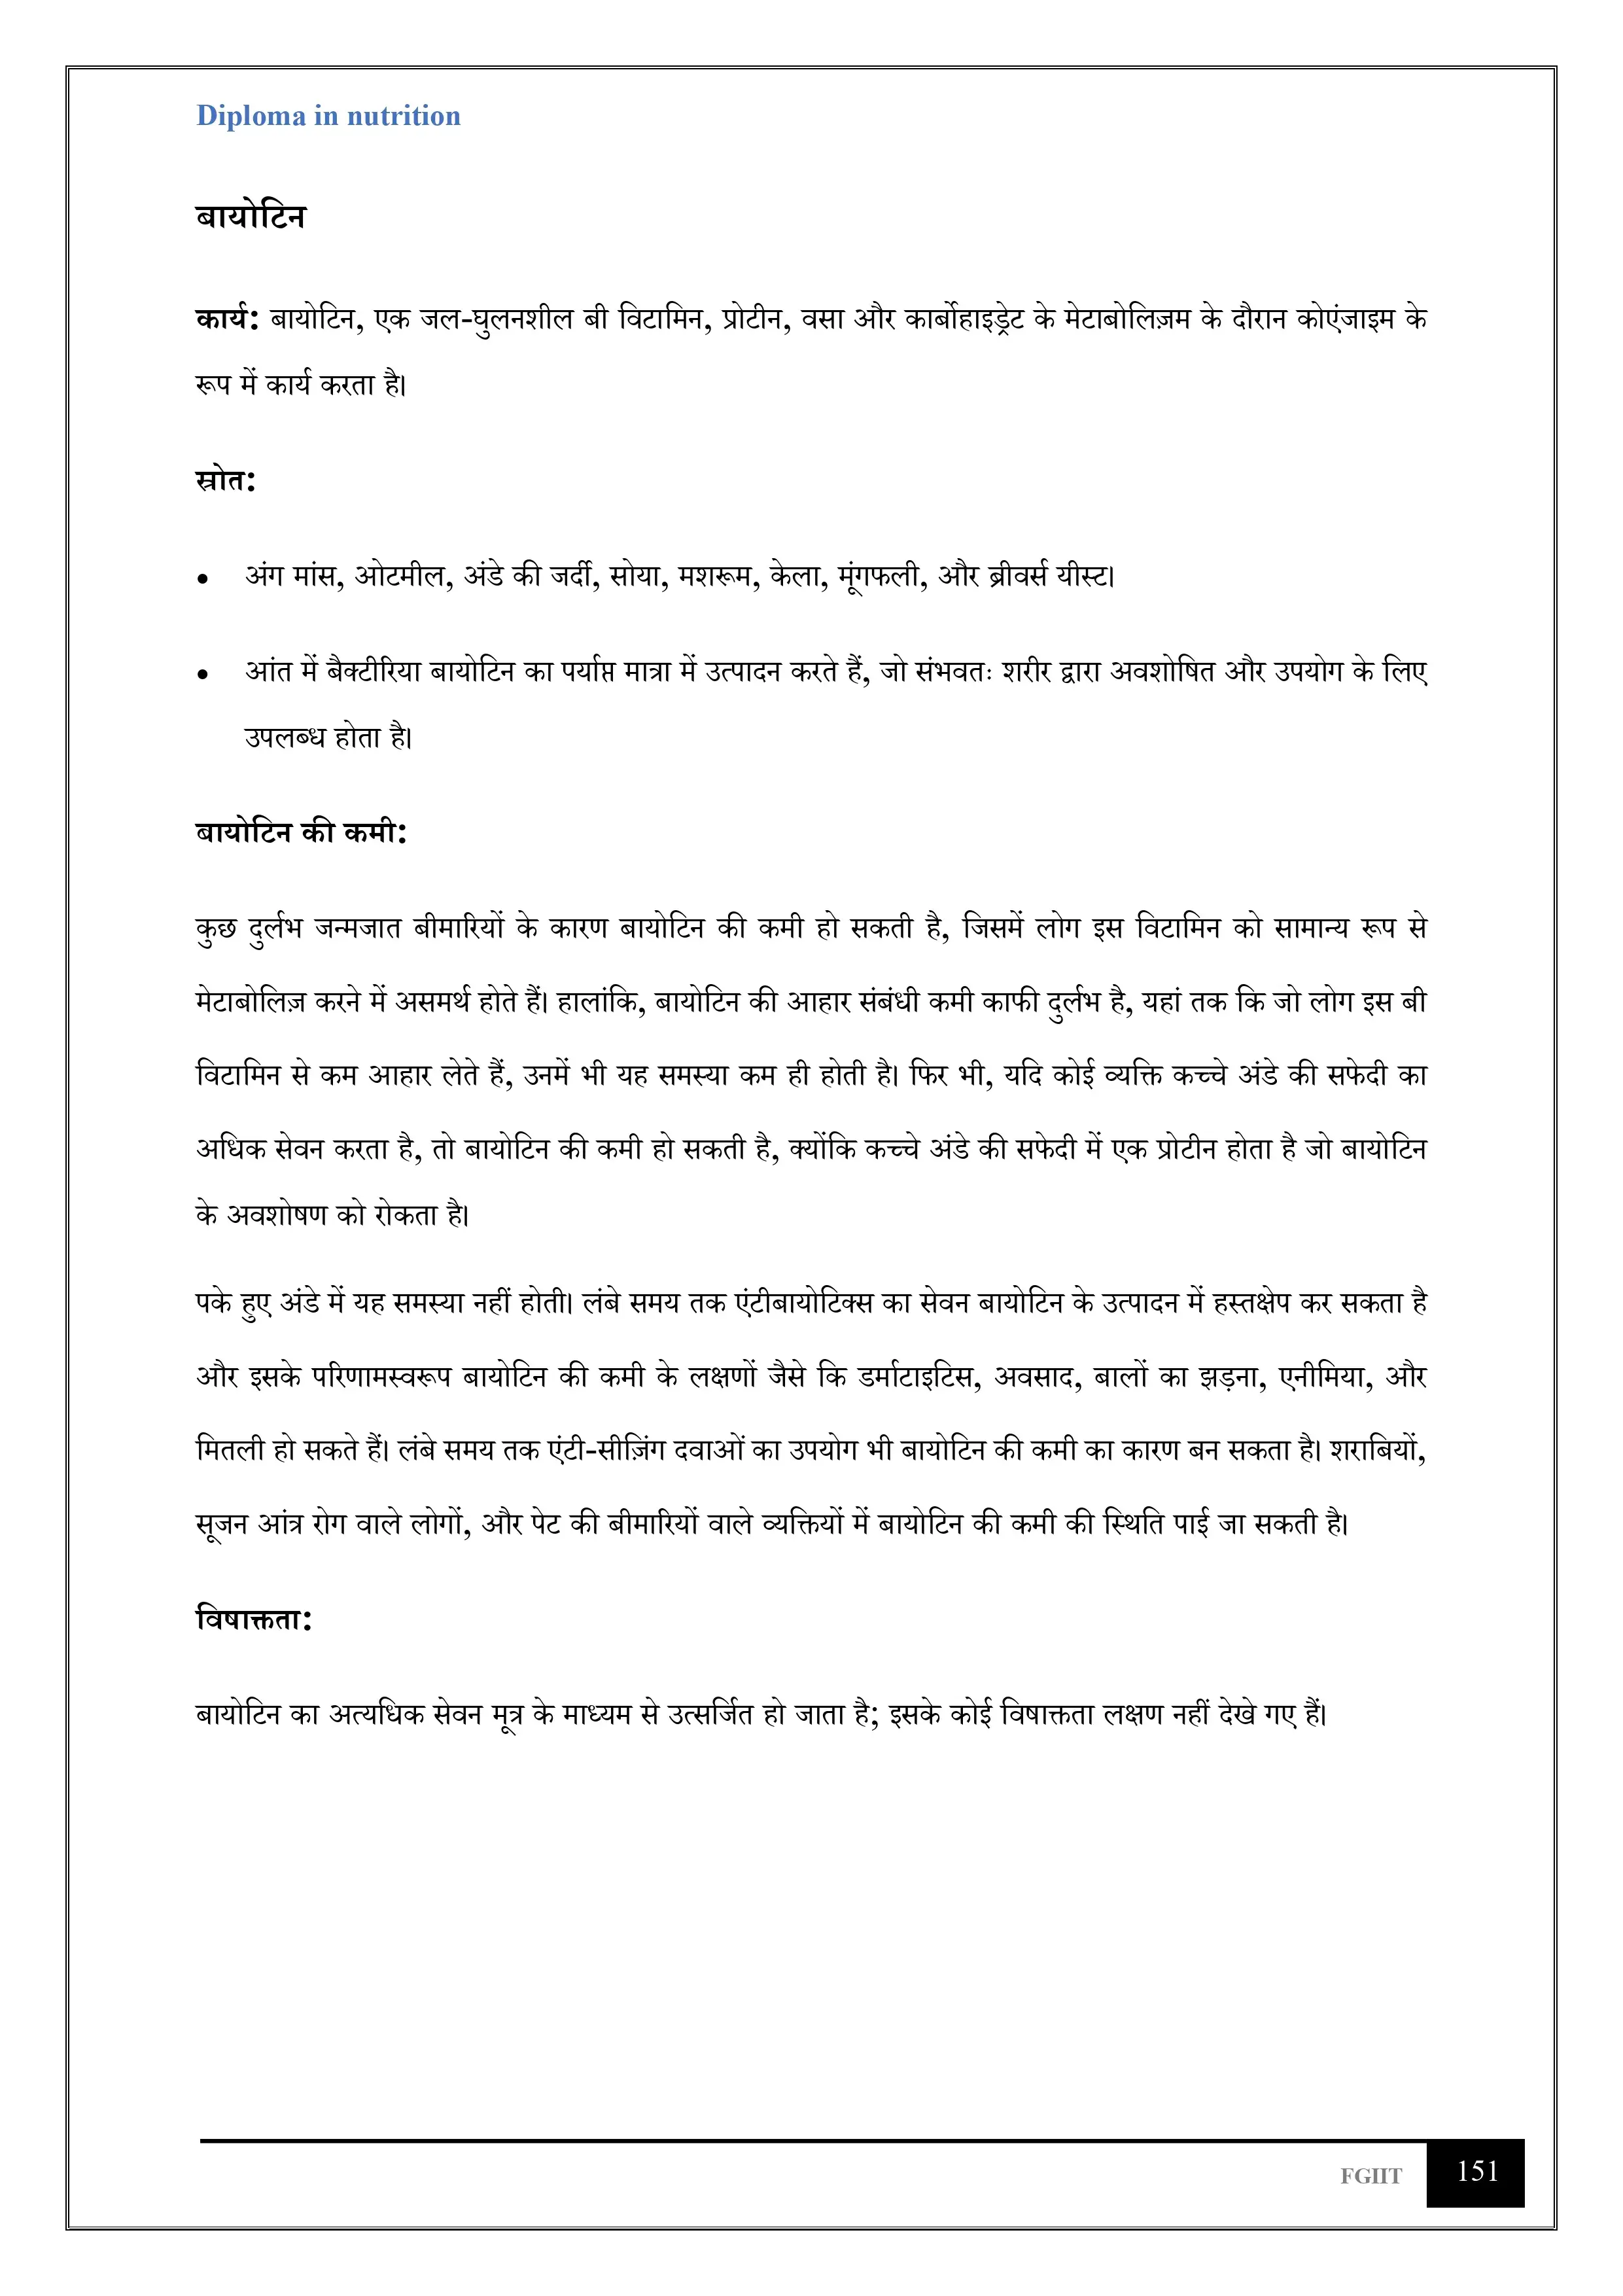 Diploma in nutrition
बायोटिन
कार्य: बायोटिन, एक जल-घुलनशील बी विटामिन, प्रोटीन, वसा और कार्बोहाइड्रेट के मेटाबोलिज़म के दौरान कोएंजाइम के
रूप में कार्य करता है।
स्रोत:
• अंग मांस, ओटमील, अंडे की जर्दी, सोया, मशरूम, केला, मूंगफली, और ब्रीवर्स यीस्ट।
• आंत में बैक्टीरिया बायोटिन का पर्याप्त मात्रा में उत्पादन करते हैं, जो संभवतः शरीर द्वारा अवशोषित और उपयोग के लिए
उपलब्ध होता है।
बायोटिन की कमी:
कुछ दुर्लभ जन्मजात बीमारियों के कारण बायोटिन की कमी हो सकती है, जिसमें लोग इस विटामिन को सामान्य रूप से
मेटाबोलिज़ करने में असमर्थ होते हैं। हालांकि, बायोटिन की आहार संबंधी कमी काफी दुर्लभ है, यहां तक कि जो लोग इस बी
विटामिन से कम आहार लेते हैं, उनमें भी यह समस्या कम ही होती है। फिर भी, यदि कोई व्यक्ति कच्चे अंडे की सफेदी का
अधिक सेवन करता है, तो बायोटिन की कमी हो सकती है, क्योंकि कच्चे अंडे की सफेदी में एक प्रोटीन होता है जो बायोटिन
के अवशोषण को रोकता है।
पके हुए अंडे में यह समस्या नहीं होती। लंबे समय तक एंटीबायोटिक्स का सेवन बायोटिन के उत्पादन में हस्तक्षेप कर सकता है
और इसके परिणामस्वरूप बायोटिन की कमी के लक्षणों जैसे कि डर्माटाइटिस, अवसाद, बालों का झड़ना, एनीमिया, और
मितली हो सकते हैं। लंबे समय तक एंटी-सीज़िंग दवाओं का उपयोग भी बायोटिन की कमी का कारण बन सकता है। शराबियों,
सूजन आंत्र रोग वाले लोगों, और पेट की बीमारियों वाले व्यक्तियों में बायोटिन की कमी की स्थिति पाई जा सकती है।
विषाक्तता:
बायोटिन का अत्यधिक सेवन मूत्र के माध्यम से उत्सर्जित हो जाता है; इसके कोई विषाक्तता लक्षण नहीं देखे गए हैं।
FGIIT 151